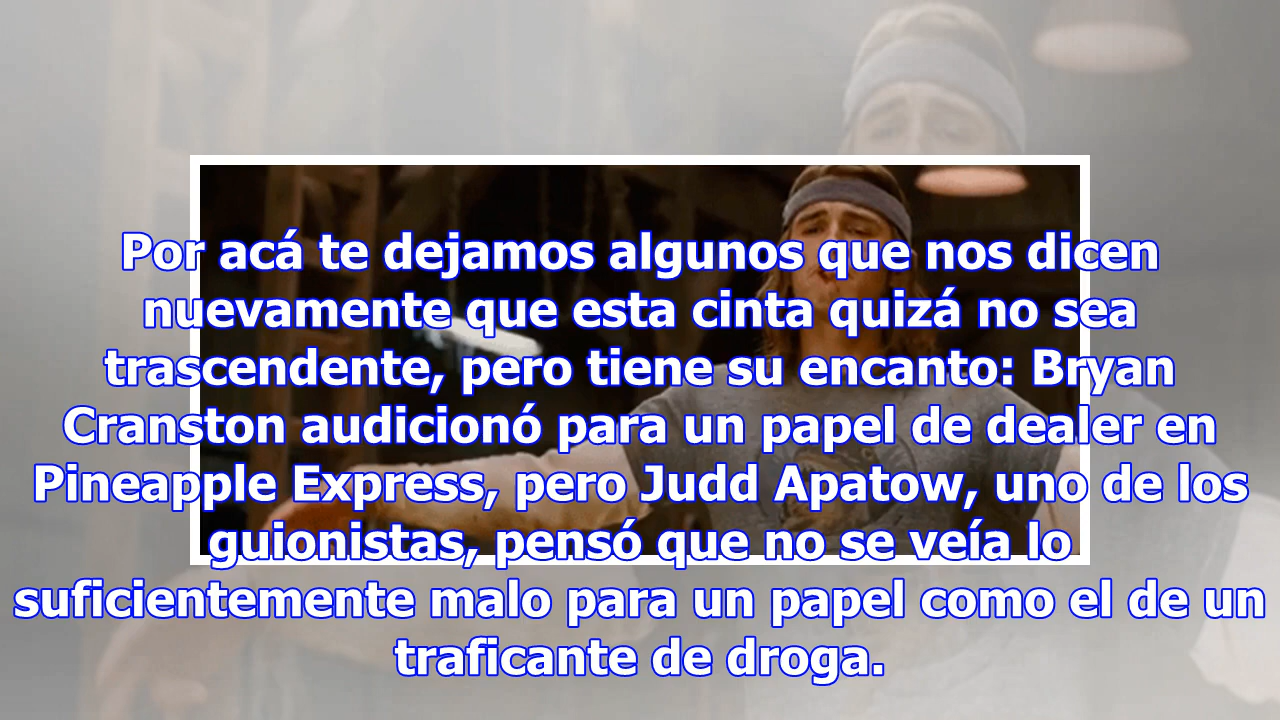 Por acá te dejamos algunos que nos dicen
nuevamente que esta cinta quizá no sea
trascendente, pero tiene su encanto: Bryan
Cranston audicionó para un papel de dealer en
Pineapple Express, pero Judd Apatow, uno de los
guionistas, pensó que no se veía lo
suficientemente malo para un papel como el de un
traficante de droga.